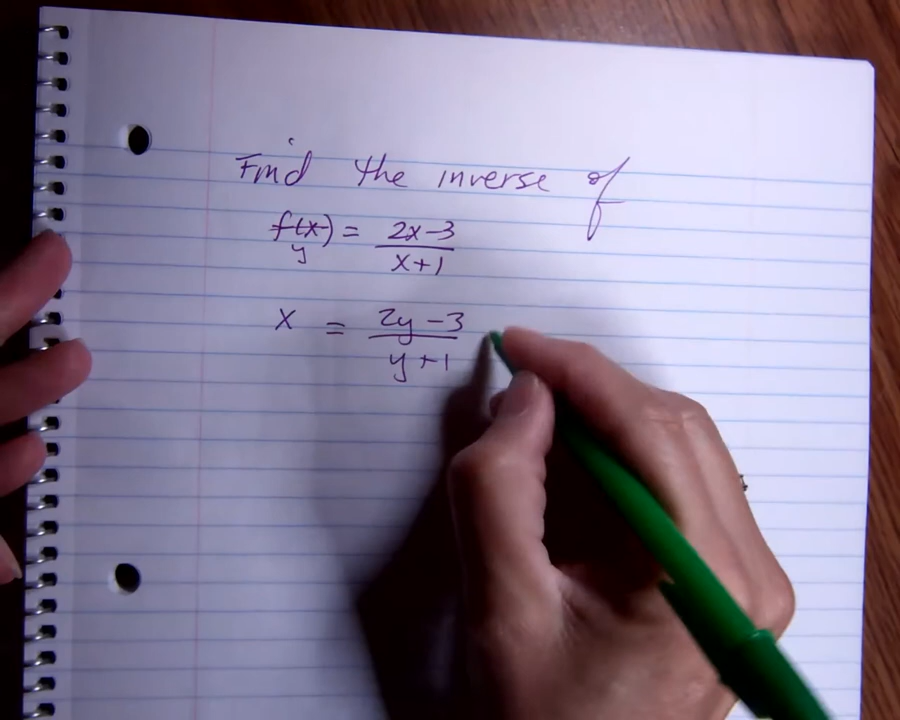 Find the inverse of
f(x) = 2x-3
y x+1
x = 2y-3
y+1